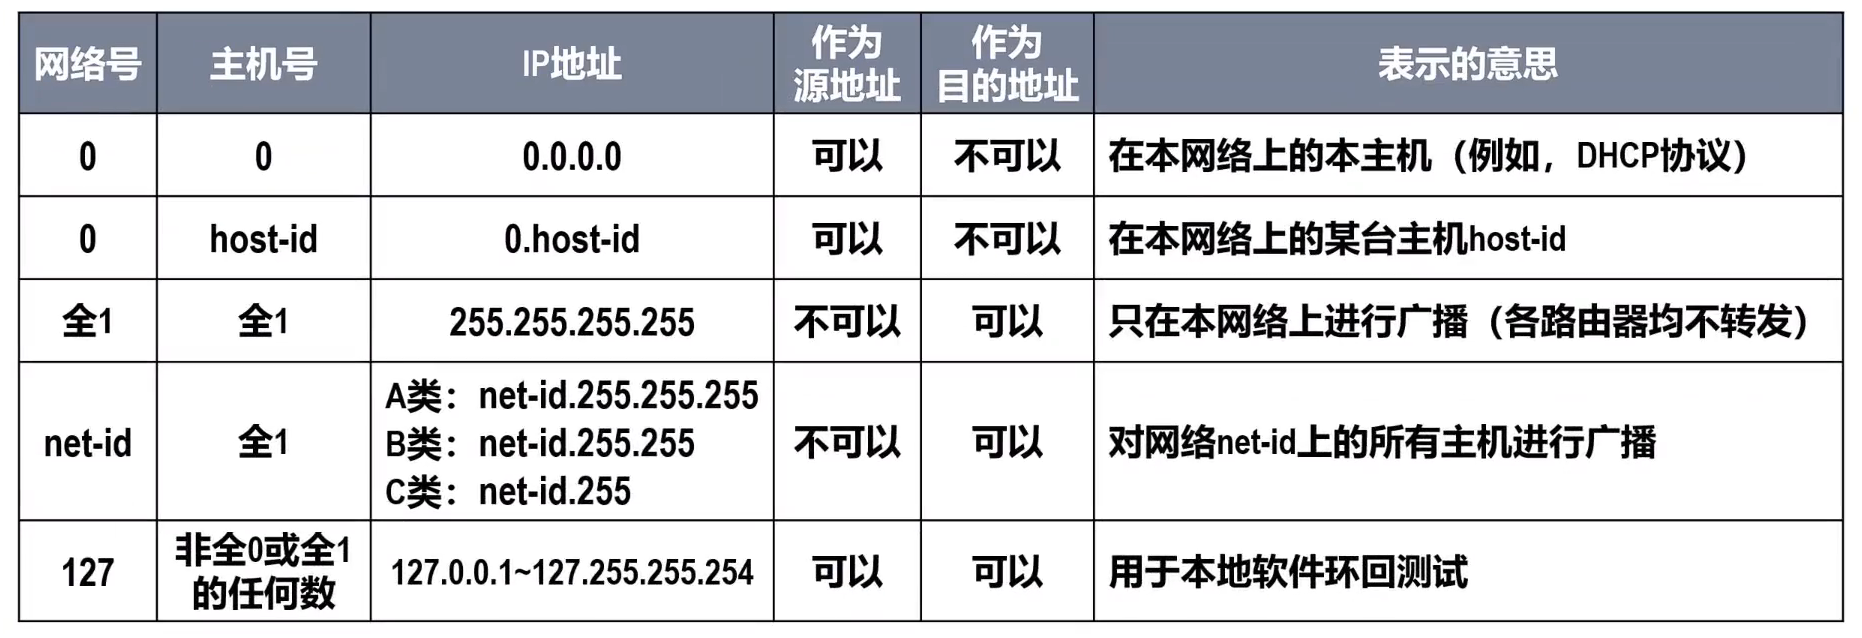 网络号 主机号 IP地址 作为源地址 作为目的地址 表示的意思
0 0 0.0.0.0 可以 不可以 在本网络上的本主机（例如，DHCP协议）
0 host-id 0.host-id 可以 不可以 在本网络上的某台主机host-id
全1 全1 255.255.255.255 不可以 可以 只在本网络上进行广播（各路由器均不转发）
net-id 全1 A类：net-id.255.255.255
B类：net-id.255.255
C类：net-id.255 不可以 可以 对网络net-id上的所有主机进行广播
127 非全0或全1的任何数 127.0.0.1~127.255.255.254 可以 可以 用于本地软件环回测试